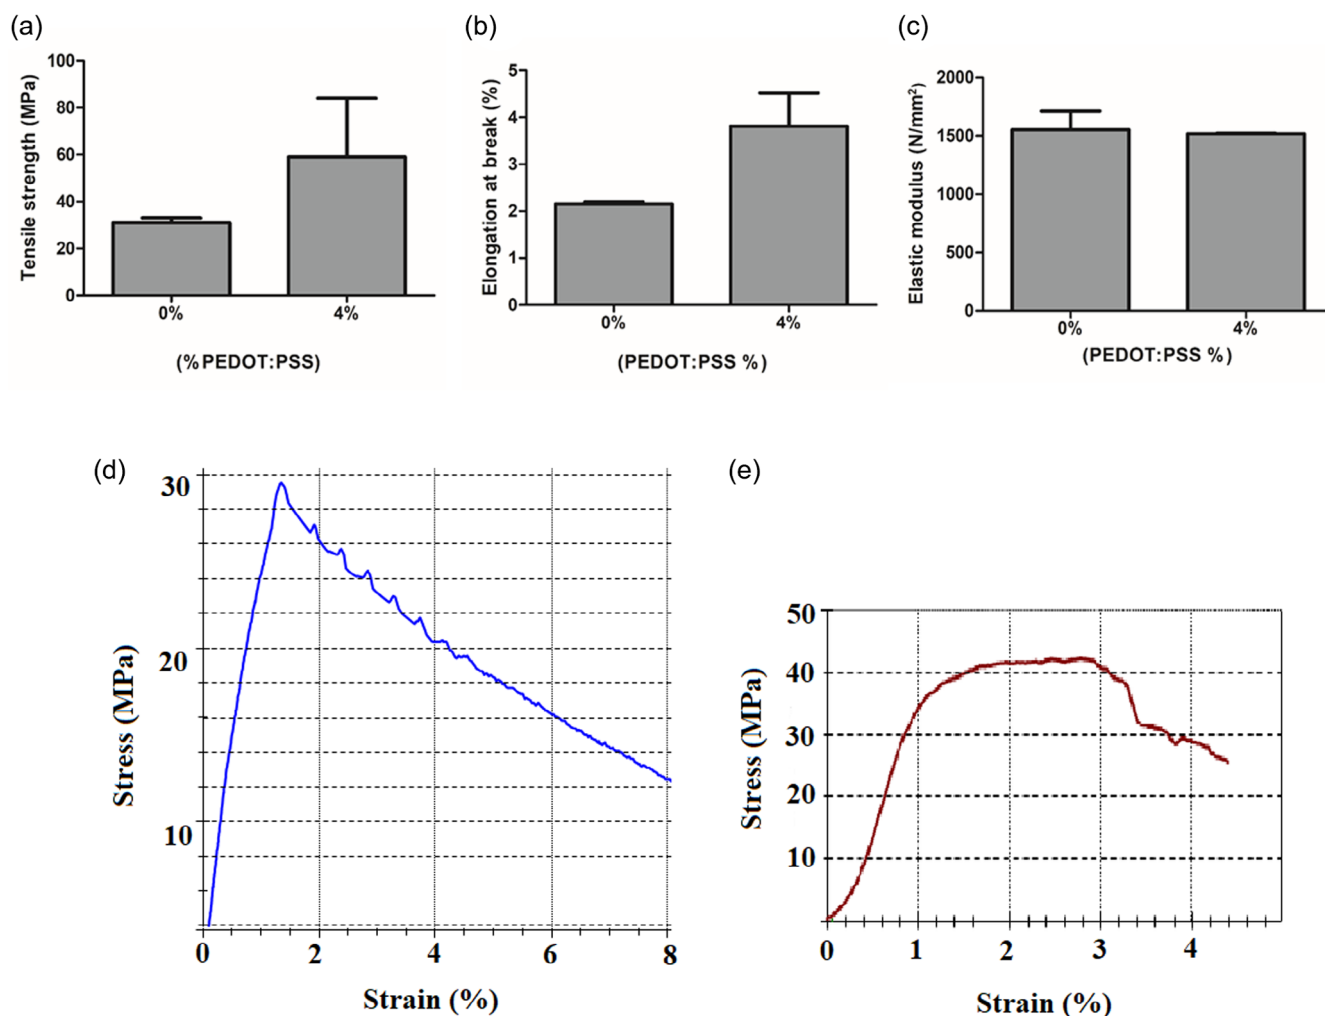 (a)
Tensile strength (MPa)
100
80
60
40
20
0
0%
4%
(%PEDOT:PSS)
(b)
Elongation at break (%)
5
4
3
2
1
0
0%
4%
(PEDOT:PSS %)
(c)
Elastic modulus (N/mm²)
2000
1500
1000
500
0
0%
4%
(PEDOT:PSS %)
(d)
Stress (MPa)
30
20
10
0
2
4
6
8
Strain (%)
(e)
Stress (MPa)
50
40
30
20
10
0
1
2
3
4
Strain (%)